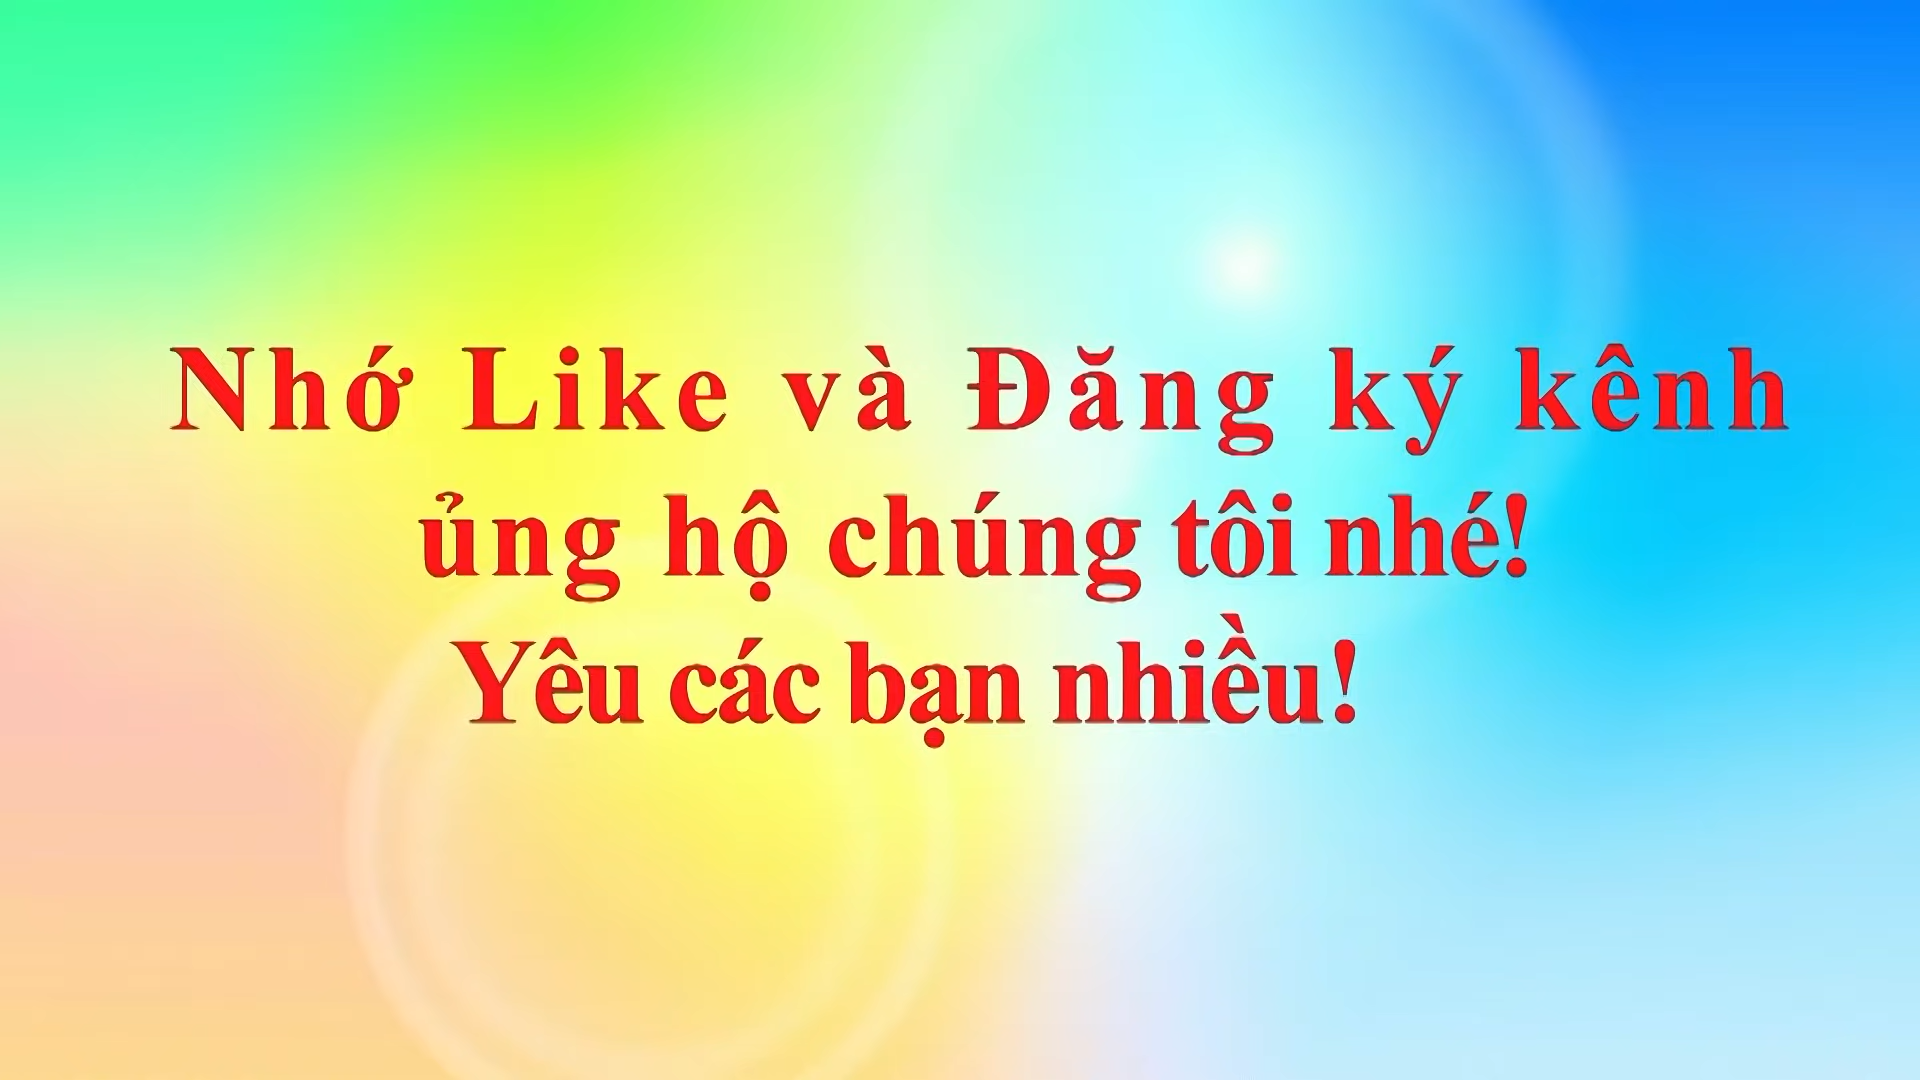 Nhớ Like và Đăng ký kênh
ủng hộ chúng tôi nhé!
Yêu các bạn nhiều!